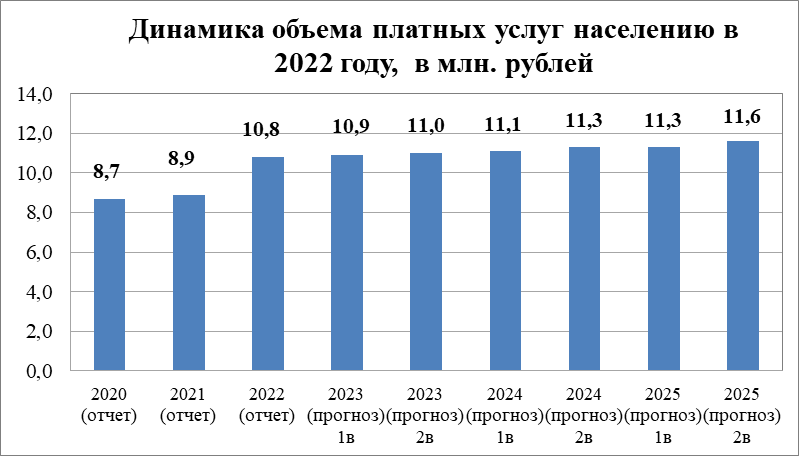 Динамика объема платных услуг населению в
2022 году,  в млн. рублей
14,0
12,0
10,0
8,0
6,0
4,0
2,0
0,0
8,7
8,9
10,8
10,9
11,0
11,1
11,3
11,3
11,6
2020
(отчет)
2021
(отчет)
2022
(отчет)
2023
(прогноз)
1в
2023
(прогноз)
2в
2024
(прогноз)
1в
2024
(прогноз)
2в
2025
(прогноз)
1в
2025
(прогноз)
2в